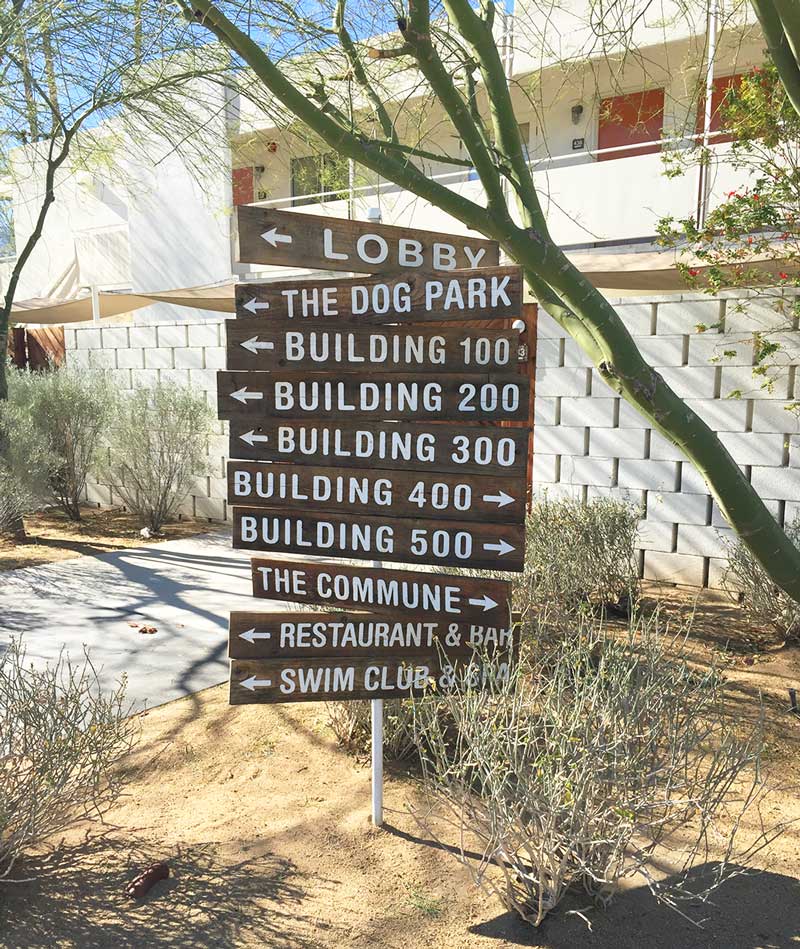 ← LOBBY
← THE DOG PARK
← BUILDING 100
← BUILDING 200
← BUILDING 300
BUILDING 400 →
BUILDING 500 →
THE COMMUNE →
← RESTAURANT & BAR
← SWIM CLUB & SPA